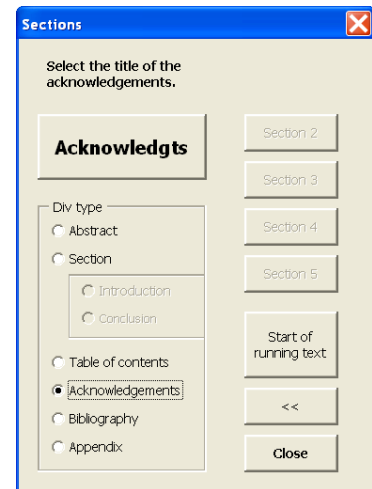 Sections
Select the title of the
acknowledgements.
Acknowledgts
Div type
Abstract
Section
Introduction
Conclusion
Table of contents
Acknowledgements
Bibliography
Appendix
Section 2
Section 3
Section 4
Section 5
Start of
running text
<<
Close